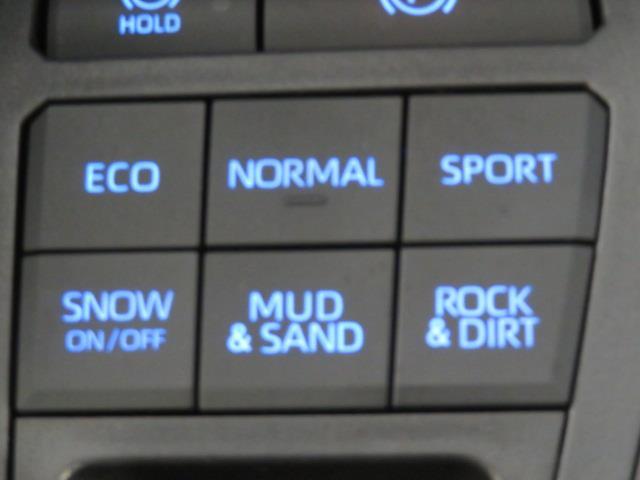 HOLD
ECO
NORMAL
SPORT
SNOW
ON/OFF
MUD
& SAND
ROCK
& DIRT